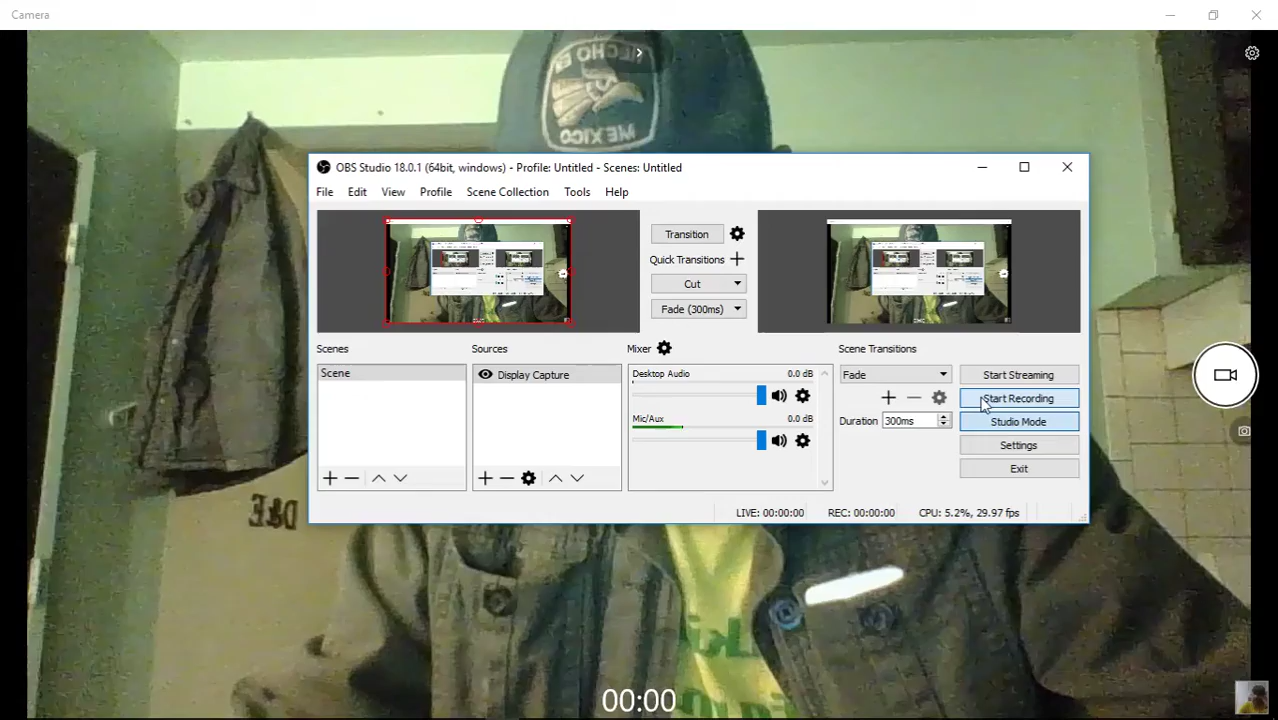 Camera
HECHO EN
MEXICO
OBS Studio 18.0.1 (64bit, windows) - Profile: Untitled - Scenes: Untitled
File Edit View Profile Scene Collection Tools Help
Transition
Quick Transitions
Cut
Fade (300ms)
Scenes
Scene
Sources
Display Capture
Mixer
Desktop Audio 0.0 dB
Mic/Aux 0.0 dB
Scene Transitions
Fade
Duration 300ms
Start Streaming
Start Recording
Studio Mode
Settings
Exit
LIVE: 00:00:00 REC: 00:00:00 CPU: 5.2%, 29.97 fps
00:00